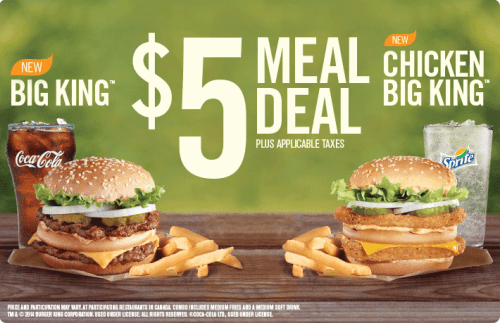 NEW
BIG KING™
$5
MEAL
DEAL
PLUS APPLICABLE TAXES
NEW
CHICKEN
BIG KING™
Coca-Cola
Sprite
PRICE AND PARTICIPATION MAY VARY. AT PARTICIPATING RESTAURANTS IN CANADA. COMBO INCLUDES MEDIUM FRIES AND A MEDIUM SOFT DRINK.
TM & © 2014 BURGER KING CORPORATION. USED UNDER LICENSE. ALL RIGHTS RESERVED. ©COCA-COLA LTD., USED UNDER LICENSE.